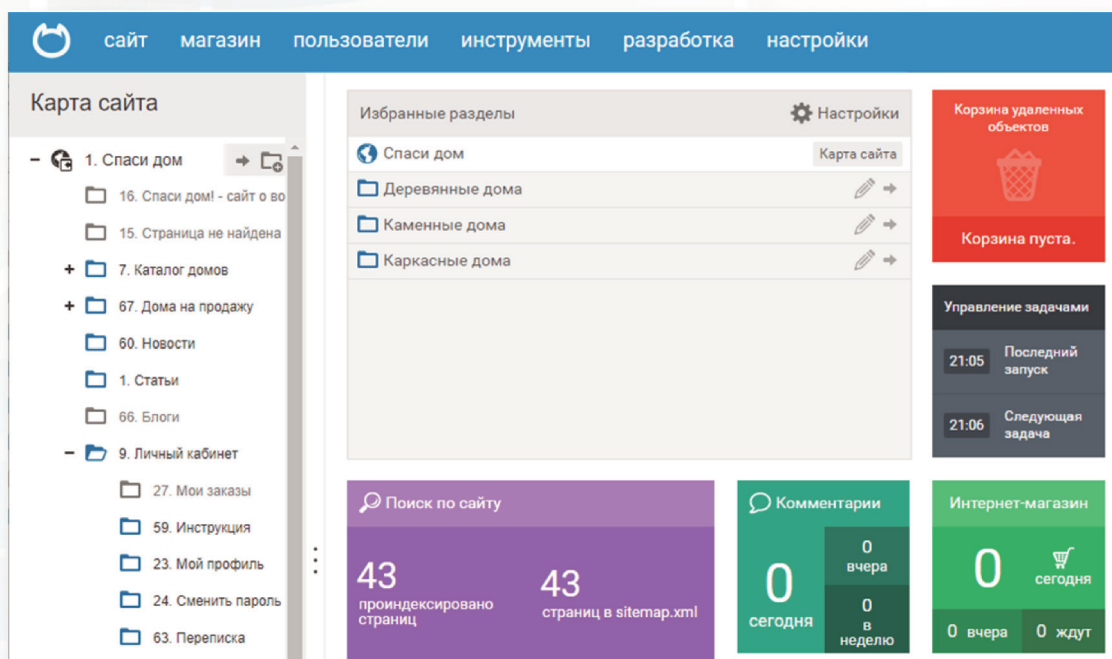 сайт магазин пользователи инструменты разработка настройки
Карта сайта
1. Спаси дом
16. Спаси дом! - сайт о во
15. Страница не найдена
7. Каталог домов
67. Дома на продажу
60. Новости
1. Статьи
66. Блоги
9. Личный кабинет
27. Мои заказы
59. Инструкция
23. Мой профиль
24. Сменить пароль
63. Переписка
Избранные разделы Настройки
Спаси дом Карта сайта
Деревянные дома
Каменные дома
Каркасные дома
Корзина удаленных
объектов
Корзина пуста.
Управление задачами
21:05 Последний
запуск
21:06 Следующая
задача
Поиск по сайту
43
проиндексировано
страниц
43
страниц в sitemap.xml
Комментарии
0
сегодня
0
вчера
0
в
неделю
Интернет-магазин
0
сегодня
0 вчера 0 ждут